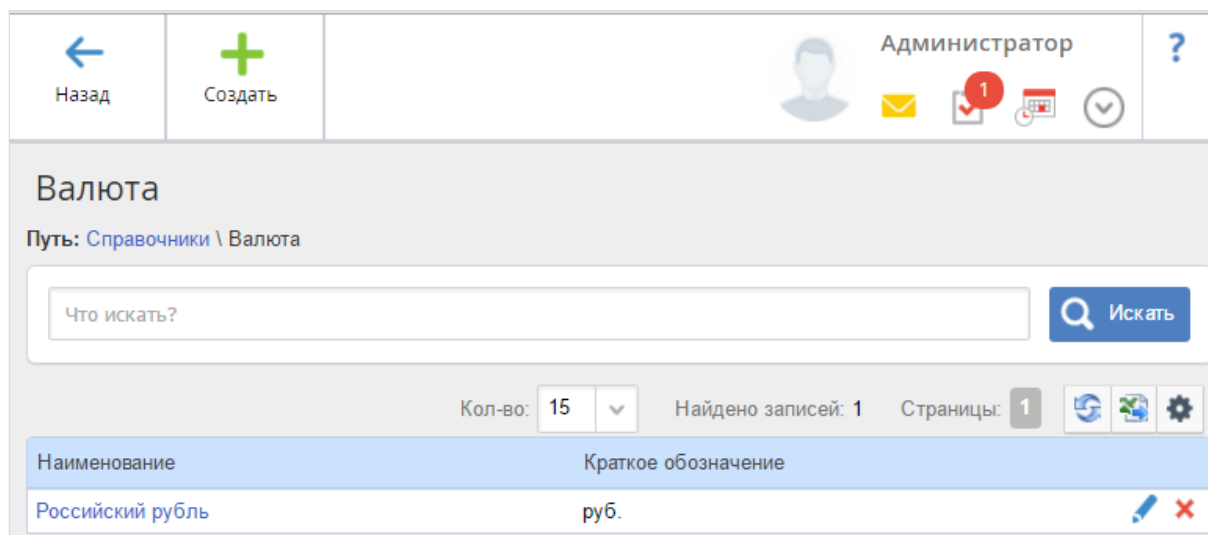 Назад
Создать
Администратор
?
1
Валюта
Путь: Справочники \ Валюта
Что искать?
Искать
Кол-во: 15 Найдено записей: 1 Страницы: 1
Наименование Краткое обозначение
Российский рубль руб.